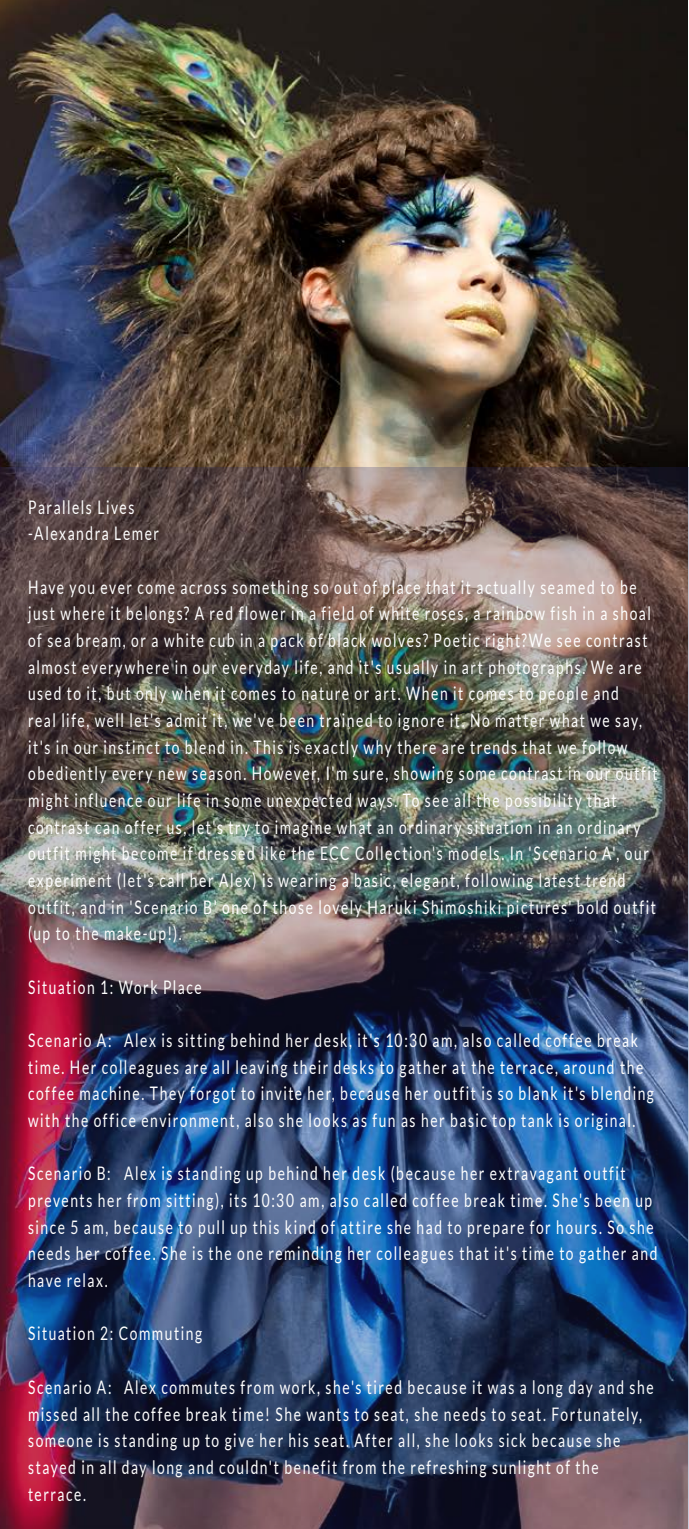 Parallels Lives
-Alexandra Lemer
Have you ever come across something so out of place that it actually seamed to be
just where it belongs? A red flower in a field of white roses, a rainbow fish in a shoal
of sea bream, or a white cub in a pack of black wolves? Poetic right?We see contrast
almost everywhere in our everyday life, and it's usually in art photographs. We are
used to it, but only when it comes to nature or art. When it comes to people and
real life, well let's admit it, we've been trained to ignore it. No matter what we say,
it's in our instinct to blend in. This is exactly why there are trends that we follow
obediently every new season. However, I'm sure, showing some contrast in our outfit
might influence our life in some unexpected ways. To see all the possibility that
contrast can offer us, let's try to imagine what an ordinary situation in an ordinary
outfit might become if dressed like the ECC Collection's models. In 'Scenario A', our
experiment (let's call her Alex) is wearing a basic, elegant, following latest trend
outfit, and in 'Scenario B' one of those lovely Haruki Shimoshiki pictures' bold outfit
(up to the make-up!).
Situation 1: Work Place
Scenario A: Alex is sitting behind her desk, it's 10:30 am, also called coffee break
time. Her colleagues are all leaving their desks to gather at the terrace, around the
coffee machine. They forgot to invite her, because her outfit is so blank it's blending
with the office environment, also she looks as fun as her basic top tank is original.
Scenario B: Alex is standing up behind her desk (because her extravagant outfit
prevents her from sitting), its 10:30 am, also called coffee break time. She's been up
since 5 am, because to pull up this kind of attire she had to prepare for hours. So she
needs her coffee. She is the one reminding her colleagues that it's time to gather and
have relax.
Situation 2: Commuting
Scenario A: Alex commutes from work, she's tired because it was a long day and she
missed all the coffee break time! She wants to seat, she needs to seat. Fortunately,
someone is standing up to give her his seat. After all, she looks sick because she
stayed in all day long and couldn't benefit from the refreshing sunlight of the
terrace.